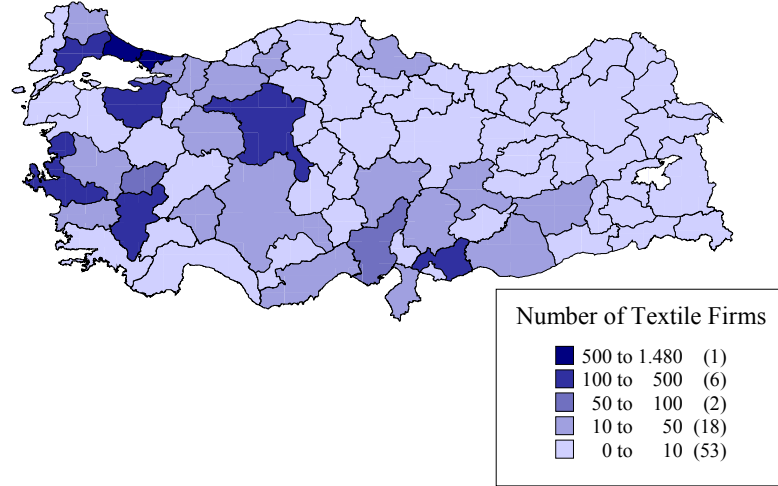 Number of Textile Firms
500 to 1.480 (1)
100 to 500 (6)
50 to 100 (2)
10 to 50 (18)
0 to 10 (53)